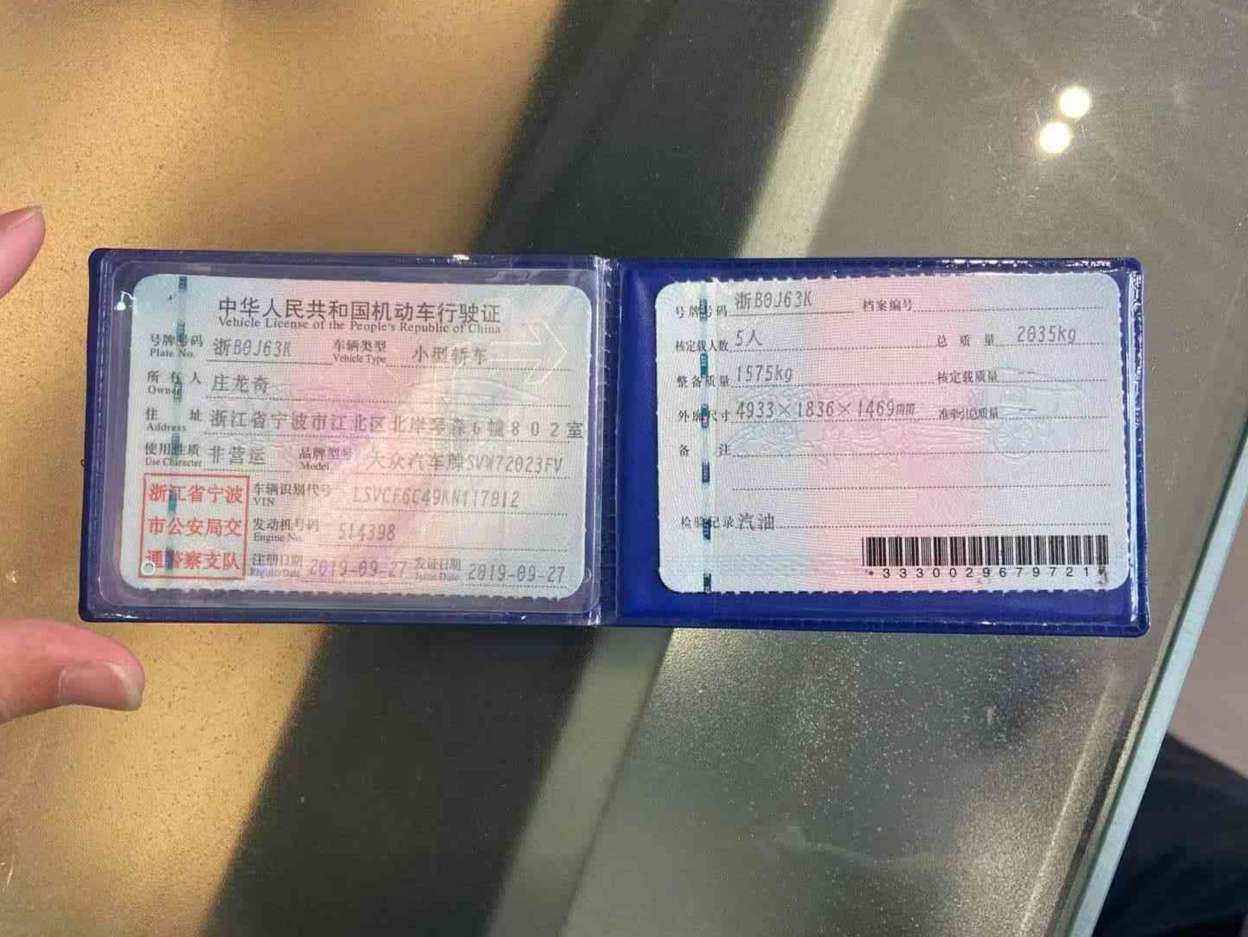 中华人民共和国机动车行驶证
Vehicle License of the People's Republic of China
号牌号码 浙B0J63K 车辆类型 小型轿车
Plate No. Vehicle Type
所有人 庄龙奇
Owner
住址 浙江省宁波市江北区北岸琴森6幢802室
Address
使用性质 非营运 品牌型号 大众汽车牌SVW72023FV
Use Character Model
浙江省宁波
市公安局交
通警察支队
车辆识别代号 LSVCF6C49KN117812
VIN
发动机号码 514398
Engine No.
注册日期 2019-09-27 发证日期 2019-09-27
Register Date Issue Date
号牌号码 浙B0J63K 档案编号
核定载人数 5人 总质量 2035kg
整备质量 1575kg 核定载质量 --
外廓尺寸 4933×1836×1469mm 准牵引总质量 --
备注
检验记录 汽油
*3330029679721*